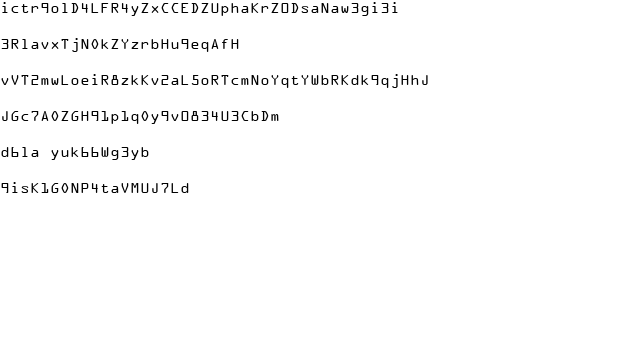 ictr9olD4LFR4yZxCCEDZUphaKrZODsaNaw3gi3i
3RlavxTjN0kZYzrbHu9eqAfH
vVT2mwLoeiR8zkKv2aL5oRTcmNoYqtYWbRKdk9qjHhJ
JGc7A0ZGH91p1q0y9vO834U3CbDm
d6la yuk66Wg3yb
9isK1G0NP4taVMUJ7Ld